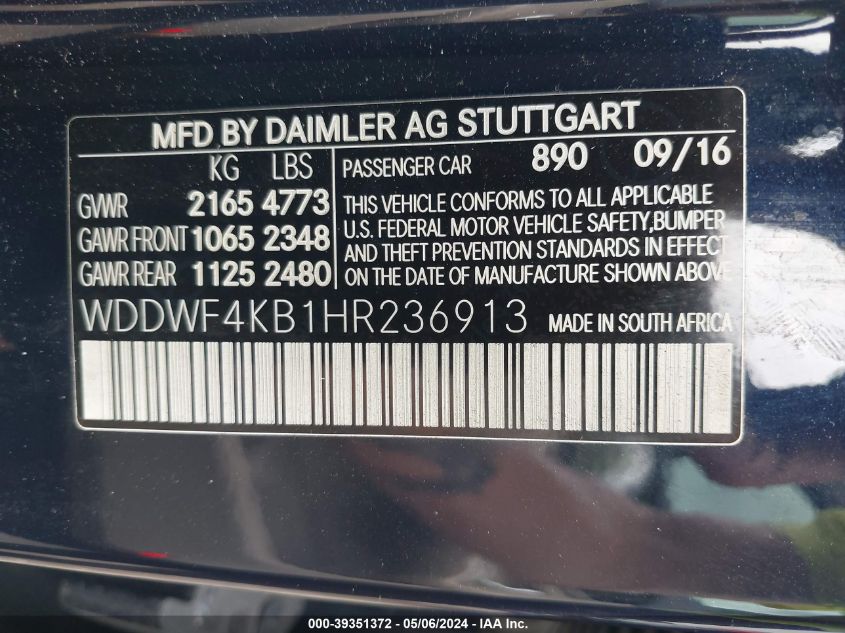 MFD BY DAIMLER AG STUTTGART
KG LBS
GVWR 2165 4773
GAWR FRONT 1065 2348
GAWR REAR 1125 2480
PASSENGER CAR 890 09/16
THIS VEHICLE CONFORMS TO ALL APPLICABLE
U.S. FEDERAL MOTOR VEHICLE SAFETY,BUMPER
AND THEFT PREVENTION STANDARDS IN EFFECT
ON THE DATE OF MANUFACTURE SHOWN ABOVE
WDDWF4KB1HR236913 MADE IN SOUTH AFRICA
000-39351372 - 05/06/2024 - IAA Inc.